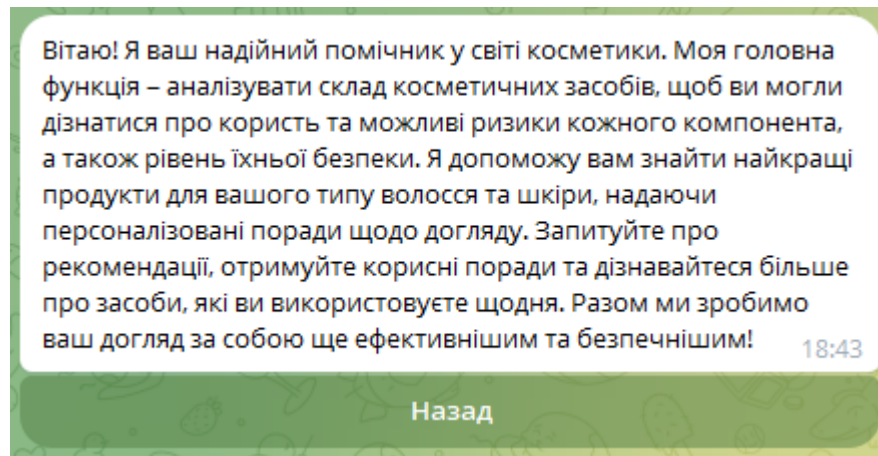 Вітаю! Я ваш надійний помічник у світі косметики. Моя головна
функція – аналізувати склад косметичних засобів, щоб ви могли
дізнатися про користь та можливі ризики кожного компонента,
а також рівень їхньої безпеки. Я допоможу вам знайти найкращі
продукти для вашого типу волосся та шкіри, надаючи
персоналізовані поради щодо догляду. Запитуйте про
рекомендації, отримуйте корисні поради та дізнавайтеся більше
про засоби, які ви використовуєте щодня. Разом ми зробимо
ваш догляд за собою ще ефективнішим та безпечнішим!
18:43
Назад